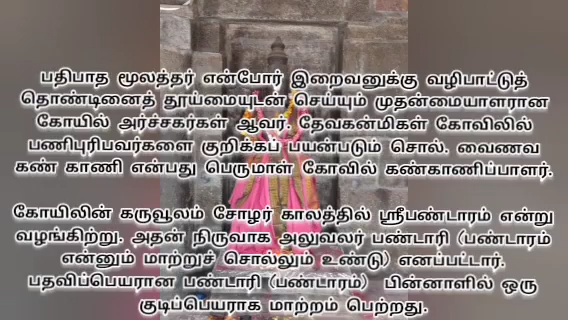 பதிபாத மூலத்தர் என்போர் இறைவனுக்கு வழிபாட்டுத்
தொண்டினைத் தூய்மையுடன் செய்யும் முதன்மையாளரான
கோயில் அர்ச்சகர்கள் ஆவர். தேவகன்மிகள் கோவிலில்
பணிபுரிபவர்களை குறிக்கப் பயன்படும் சொல். வைணவ
கண் காணி என்பது பெருமாள் கோவில் கண்காணிப்பாளர்.
கோயிலின் கருவூலம் சோழர் காலத்தில் ஸ்ரீபண்டாரம் என்று
வழங்கிற்று. அதன் நிருவாக அலுவலர் பண்டாரி (பண்டாரம்
என்னும் மாற்றுச் சொல்லும் உண்டு) எனப்பட்டார்.
பதவிப்பெயரான பண்டாரி (பண்டாரம்) பின்னாளில் ஒரு
குடிப்பெயராக மாற்றம் பெற்றது.